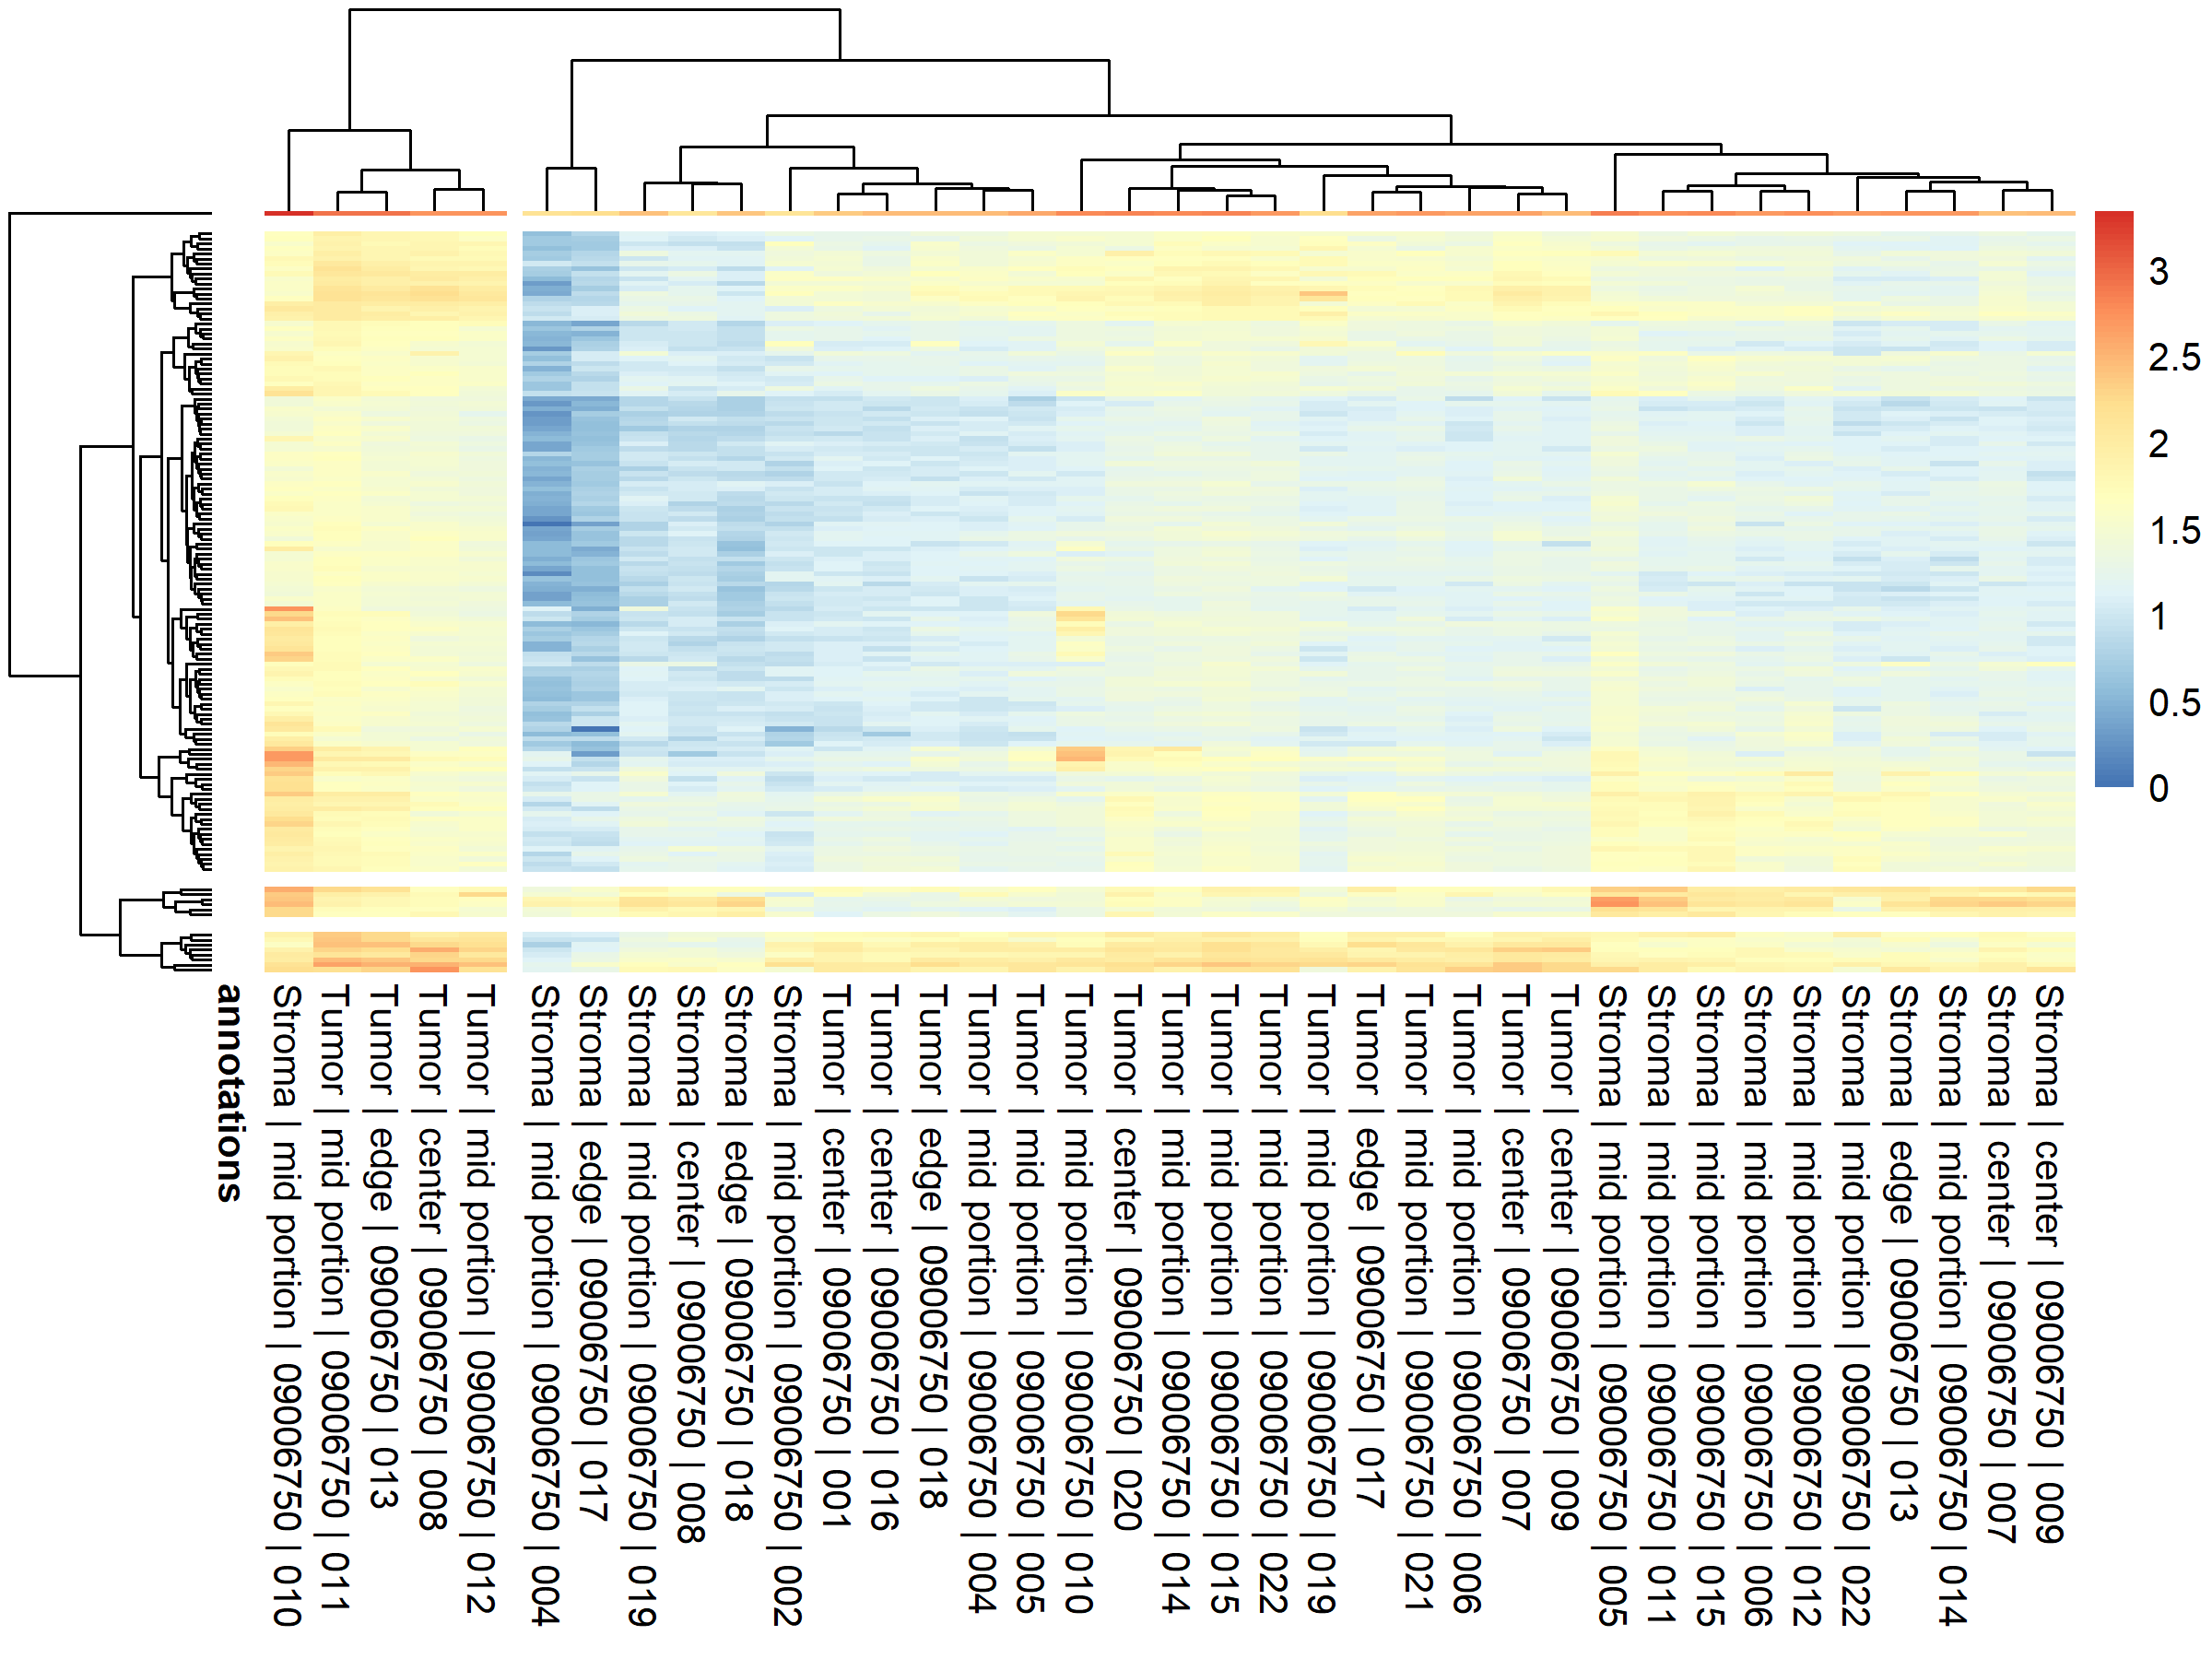 3
2.5
2
1.5
1
0.5
0
annotations
Stroma | mid portion | 09006750 | 010
Tumor | mid portion | 09006750 | 011
Tumor | edge | 09006750 | 013
Tumor | center | 09006750 | 008
Tumor | mid portion | 09006750 | 012
Stroma | mid portion | 09006750 | 004
Stroma | edge | 09006750 | 017
Stroma | mid portion | 09006750 | 019
Stroma | center | 09006750 | 008
Stroma | edge | 09006750 | 018
Stroma | mid portion | 09006750 | 002
Tumor | center | 09006750 | 001
Tumor | center | 09006750 | 016
Tumor | edge | 09006750 | 018
Tumor | mid portion | 09006750 | 004
Tumor | mid portion | 09006750 | 005
Tumor | mid portion | 09006750 | 010
Tumor | center | 09006750 | 020
Tumor | mid portion | 09006750 | 014
Tumor | mid portion | 09006750 | 015
Tumor | mid portion | 09006750 | 022
Tumor | mid portion | 09006750 | 019
Tumor | edge | 09006750 | 017
Tumor | mid portion | 09006750 | 021
Tumor | mid portion | 09006750 | 006
Tumor | center | 09006750 | 007
Tumor | center | 09006750 | 009
Stroma | mid portion | 09006750 | 005
Stroma | mid portion | 09006750 | 011
Stroma | mid portion | 09006750 | 015
Stroma | mid portion | 09006750 | 006
Stroma | mid portion | 09006750 | 012
Stroma | mid portion | 09006750 | 022
Stroma | edge | 09006750 | 013
Stroma | mid portion | 09006750 | 014
Stroma | center | 09006750 | 007
Stroma | center | 09006750 | 009